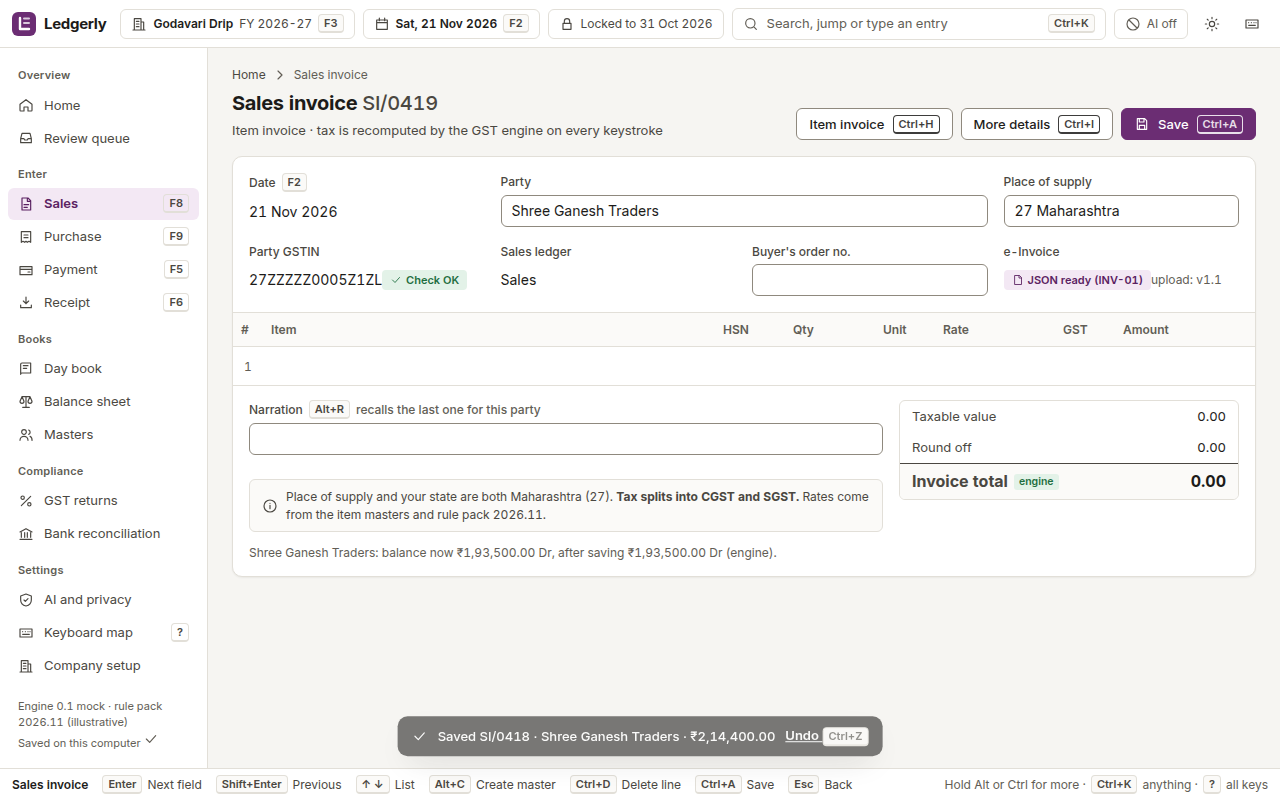 Ledgerly
Godavari Drip FY 2026-27 F3
Sat, 21 Nov 2026 F2
Locked to 31 Oct 2026
Search, jump or type an entry Ctrl+K
AI off
Overview
Home
Review queue
Enter
Sales F8
Purchase F9
Payment F5
Receipt F6
Books
Day book
Balance sheet
Masters
Compliance
GST returns
Bank reconciliation
Settings
AI and privacy
Keyboard map ?
Company setup
Engine 0.1 mock · rule pack
2026.11 (illustrative)
Saved on this computer
Home > Sales invoice
Sales invoice SI/0419
Item invoice · tax is recomputed by the GST engine on every keystroke
Item invoice Ctrl+H
More details Ctrl+I
Save Ctrl+A
Date F2
21 Nov 2026
Party
Shree Ganesh Traders
Place of supply
27 Maharashtra
Party GSTIN
27ZZZZZ0005Z1ZL Check OK
Sales ledger
Sales
Buyer's order no.
e-Invoice
JSON ready (INV-01) upload: v1.1
# Item HSN Qty Unit Rate GST Amount
1
Narration Alt+R recalls the last one for this party
Place of supply and your state are both Maharashtra (27). Tax splits into CGST and SGST. Rates come
from the item masters and rule pack 2026.11.
Shree Ganesh Traders: balance now ₹1,93,500.00 Dr, after saving ₹1,93,500.00 Dr (engine).
Taxable value 0.00
Round off 0.00
Invoice total engine 0.00
Saved SI/0418 · Shree Ganesh Traders · ₹2,14,400.00 Undo Ctrl+Z
Sales invoice Enter Next field Shift+Enter Previous ↑↓ List Alt+C Create master Ctrl+D Delete line Ctrl+A Save Esc Back
Hold Alt or Ctrl for more · Ctrl+K anything · ? all keys